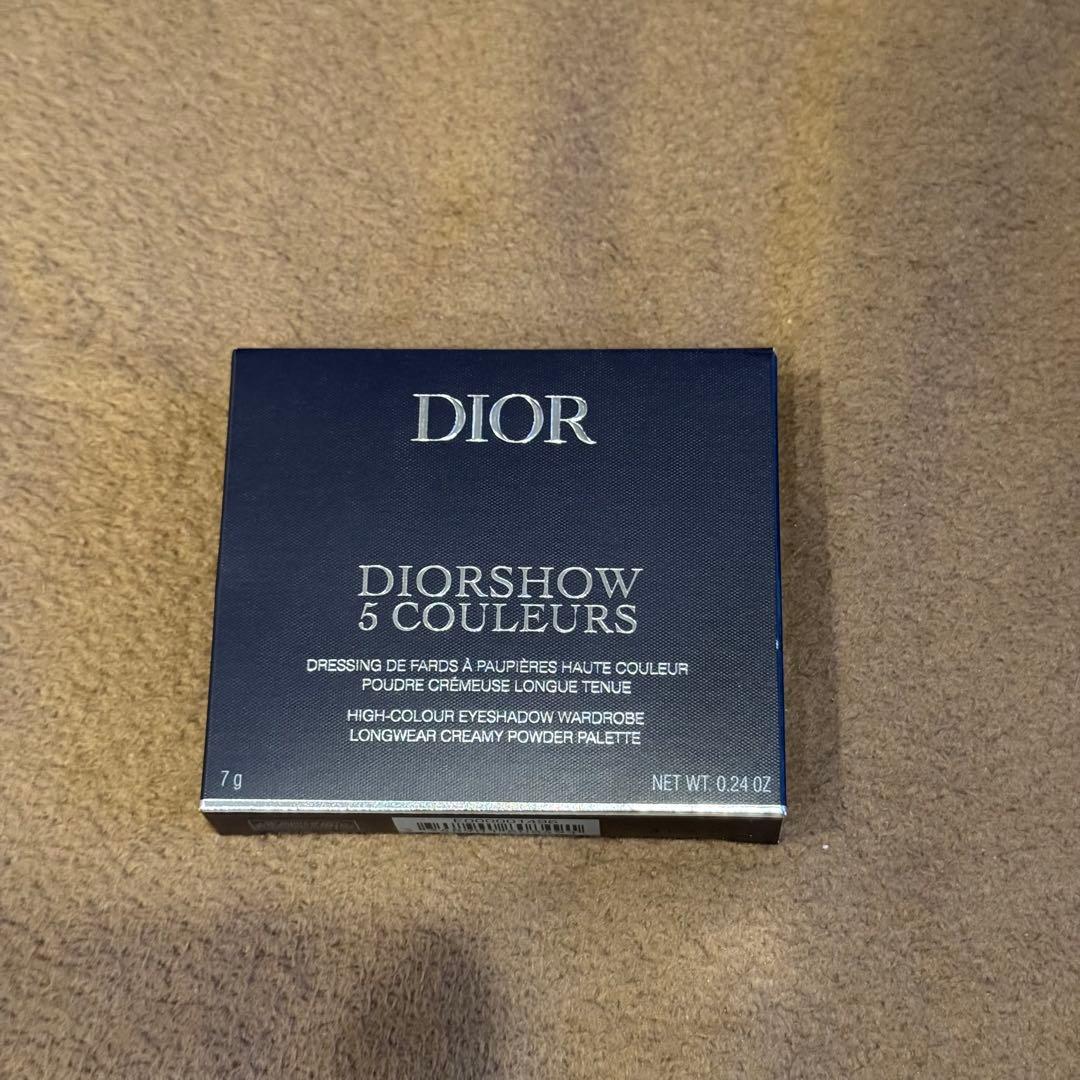 DIOR
DIORSHOW
5 COULEURS
DRESSING DE FARDS À PAUPIÈRES HAUTE COULEUR
POUDRE CRÉMEUSE LONGUE TENUE
HIGH-COLOUR EYESHADOW WARDROBE
LONGWEAR CREAMY POWDER PALETTE
7 g
NET WT. 0.24 OZ